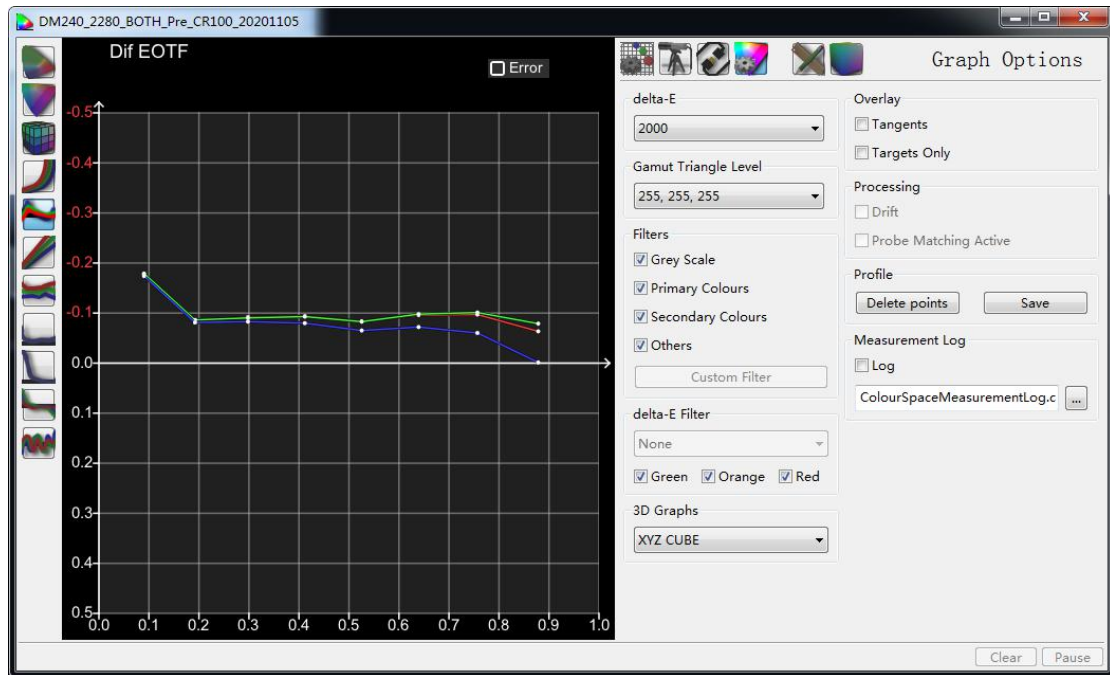 DM240_2280_BOTH_Pre_CR100_20201105
Dif EOTF
Error
-0.5
-0.4
-0.3
-0.2
-0.1
0.0
0.1
0.2
0.3
0.4
0.5
0.0 0.1 0.2 0.3 0.4 0.5 0.6 0.7 0.8 0.9 1.0
Graph Options
delta-E
2000
Gamut Triangle Level
255, 255, 255
Filters
Grey Scale
Primary Colours
Secondary Colours
Others
Custom Filter
delta-E Filter
None
Green Orange Red
3D Graphs
XYZ CUBE
Overlay
Tangents
Targets Only
Processing
Drift
Probe Matching Active
Profile
Delete points Save
Measurement Log
Log
ColourSpaceMeasurementLog.c ...
Clear Pause